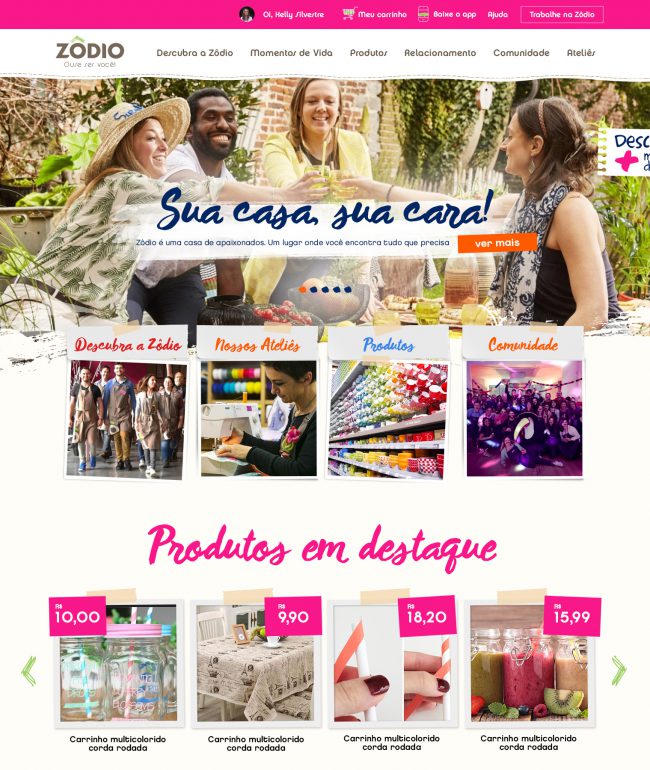 Oi, Helly Silvestre
Meu carrinho
Baixe o app
Ajuda
Trabalhe na Zôdio
ZÔDIO
Ouse ser você!
Descubra a Zôdio
Momentos de Vida
Produtos
Relacionamento
Comunidade
Ateliês
Desc
+ m
d
Sua casa, sua cara!
Zôdio é uma casa de apaixonados. Um lugar onde você encontra tudo que precisa
ver mais
Descubra a Zôdio
Nossos Ateliês
Produtos
Comunidade
Produtos em destaque
R$
10,00
R$
9,90
R$
18,20
R$
15,99
Carrinho multicolorido
corda rodada
Carrinho multicolorido
corda rodada
Carrinho multicolorido
corda rodada
Carrinho multicolorido
corda rodada